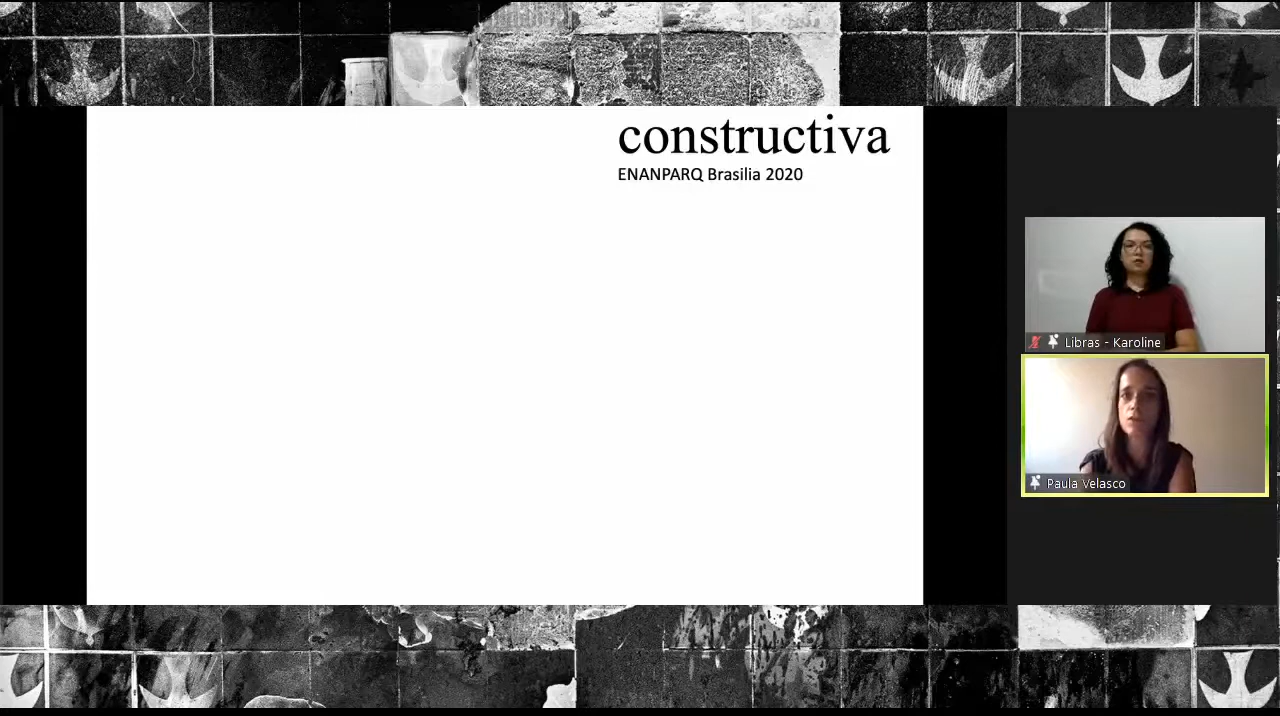 constructiva
ENANPARQ Brasilia 2020
Libras - Karoline
Paula Velasco